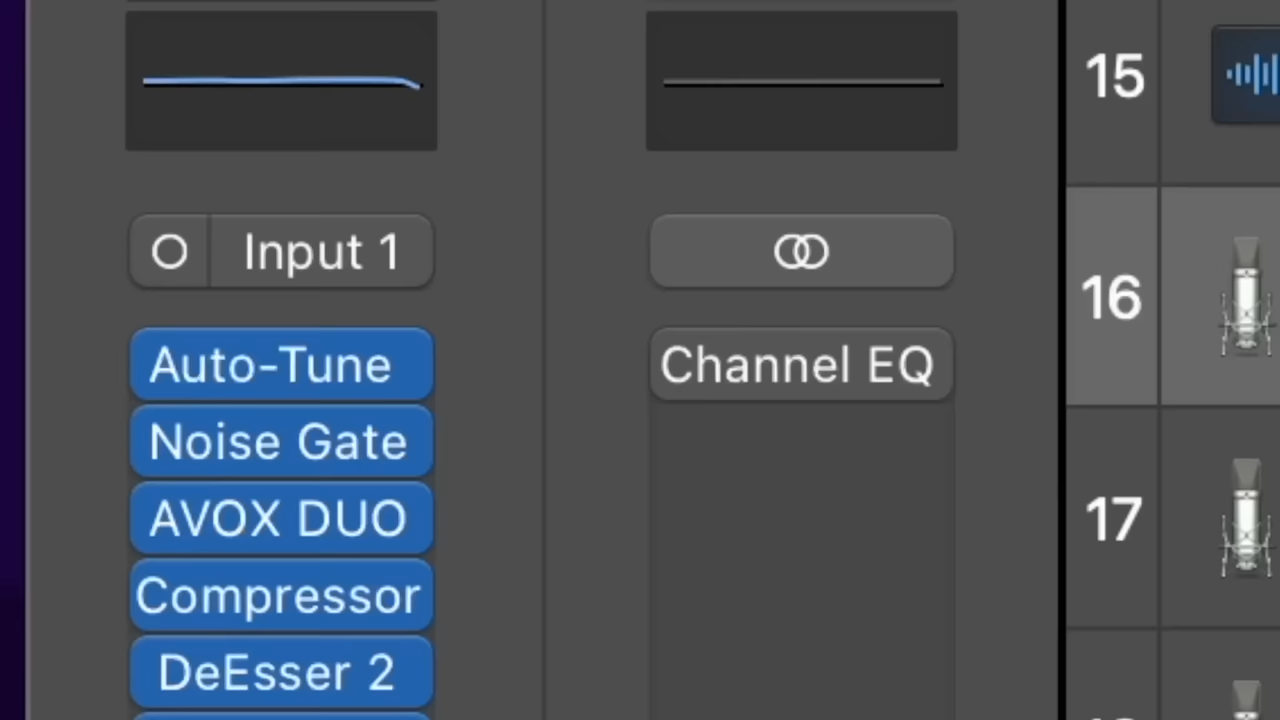 15
Input 1
16
Auto-Tune
Channel EQ
Noise Gate
AVOX DUO
17
Compressor
DeEsser 2